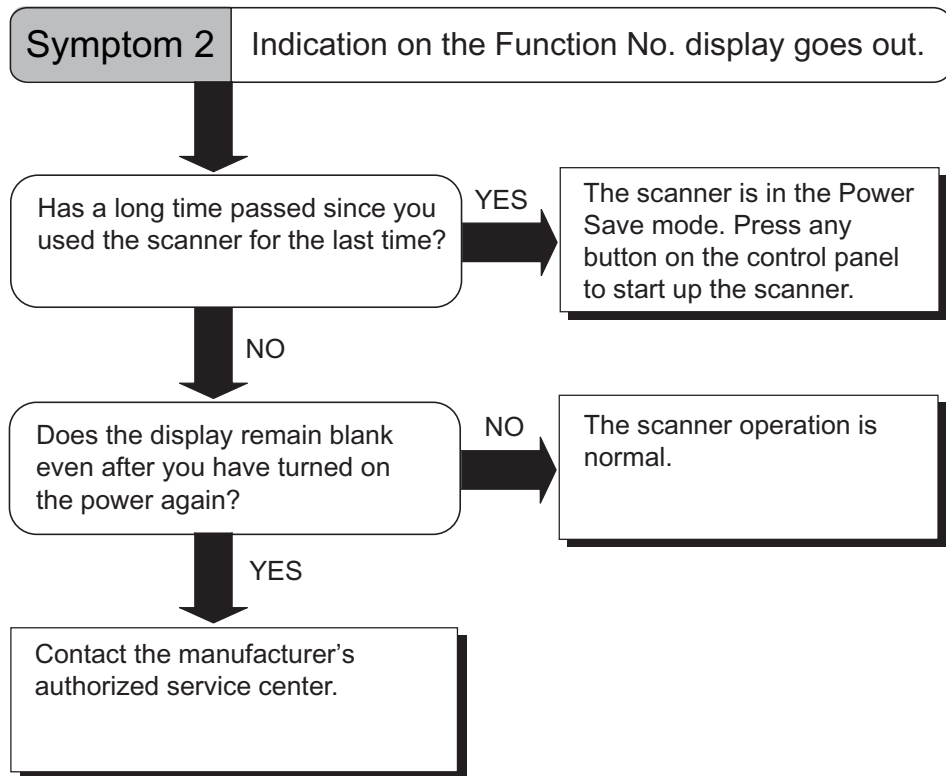 Symptom 2 Indication on the Function No. display goes out.
Has a long time passed since you
used the scanner for the last time?
YES
The scanner is in the Power
Save mode. Press any
button on the control panel
to start up the scanner.
NO
Does the display remain blank
even after you have turned on
the power again?
NO
The scanner operation is
normal.
YES
Contact the manufacturer’s
authorized service center.